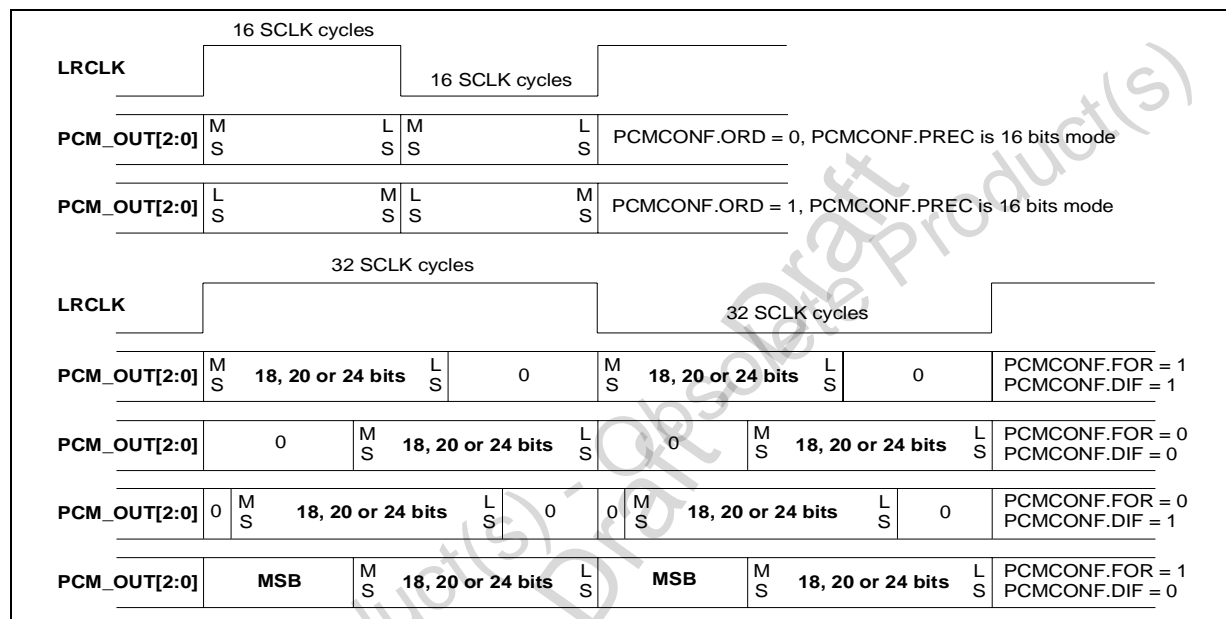 16 SCLK cycles
LRCLK
16 SCLK cycles
PCM_OUT[2:0] M S L S M S L S PCMCONF.ORD = 0, PCMCONF.PREC is 16 bits mode
PCM_OUT[2:0] L S M S L S M S PCMCONF.ORD = 1, PCMCONF.PREC is 16 bits mode
32 SCLK cycles
LRCLK
32 SCLK cycles
PCM_OUT[2:0] M S 18, 20 or 24 bits L S 0 M S 18, 20 or 24 bits L S 0 PCMCONF.FOR = 1
PCMCONF.DIF = 1
PCM_OUT[2:0] 0 M S 18, 20 or 24 bits L S 0 M S 18, 20 or 24 bits L S PCMCONF.FOR = 0
PCMCONF.DIF = 0
PCM_OUT[2:0] 0 M S 18, 20 or 24 bits L S 0 0 M S 18, 20 or 24 bits L S 0 PCMCONF.FOR = 0
PCMCONF.DIF = 1
PCM_OUT[2:0] MSB M S 18, 20 or 24 bits L S MSB M S 18, 20 or 24 bits L S PCMCONF.FOR = 1
PCMCONF.DIF = 0
duct(s) - Obsolete Product(s)
Draft
Draft